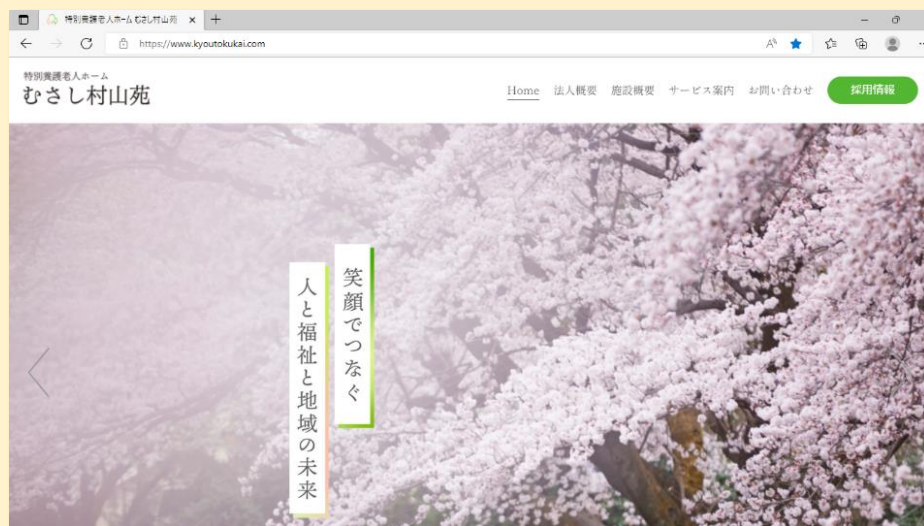 特別養護老人ホーム むさし村山苑
https://www.kyoutokukai.com
特別養護老人ホーム
むさし村山苑
Home 法人概要 施設概要 サービス案内 お問い合わせ 採用情報
笑顔でつなぐ
人と福祉と地域の未来